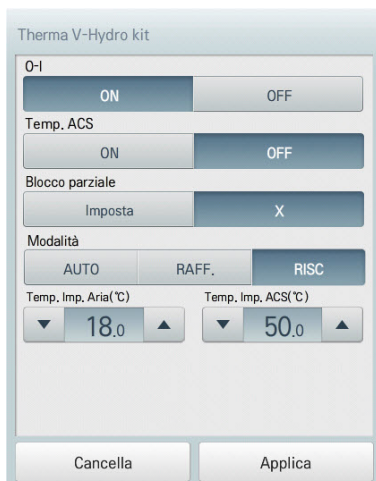 Therma V-Hydro kit
O-I
ON OFF
Temp. ACS
ON OFF
Blocco parziale
Imposta X
Modalità
AUTO RAFF. RISC
Temp. Imp. Aria(℃) Temp. Imp. ACS(℃)
▼ 18.0 ▲ ▼ 50.0 ▲
Cancella Applica